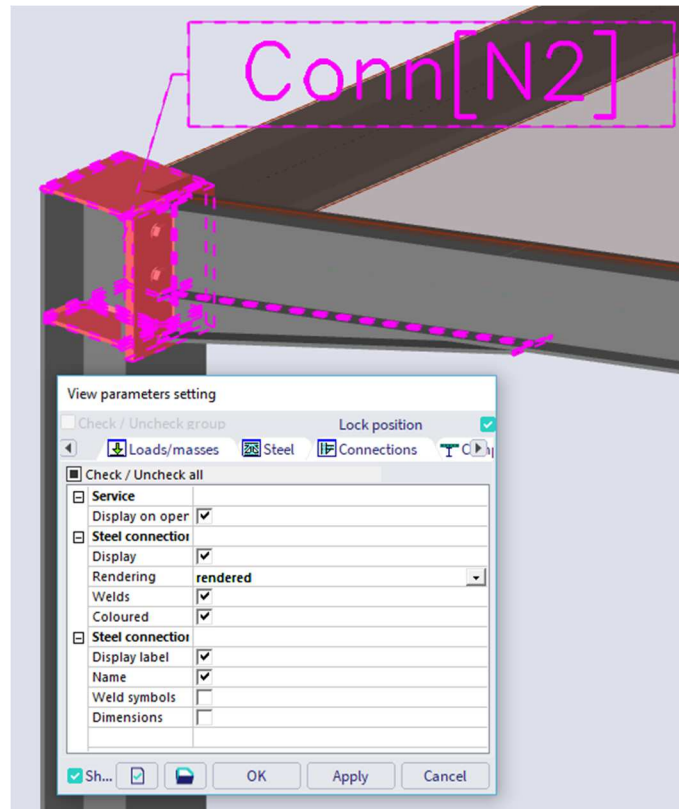 Conn[N2]
View parameters setting
Check / Uncheck group Lock position
Loads/masses Steel Connections
Check / Uncheck all
Service
Display on oper
Steel connection
Display
Rendering rendered
Welds
Coloured
Steel connection
Display label
Name
Weld symbols
Dimensions
Sh... OK Apply Cancel